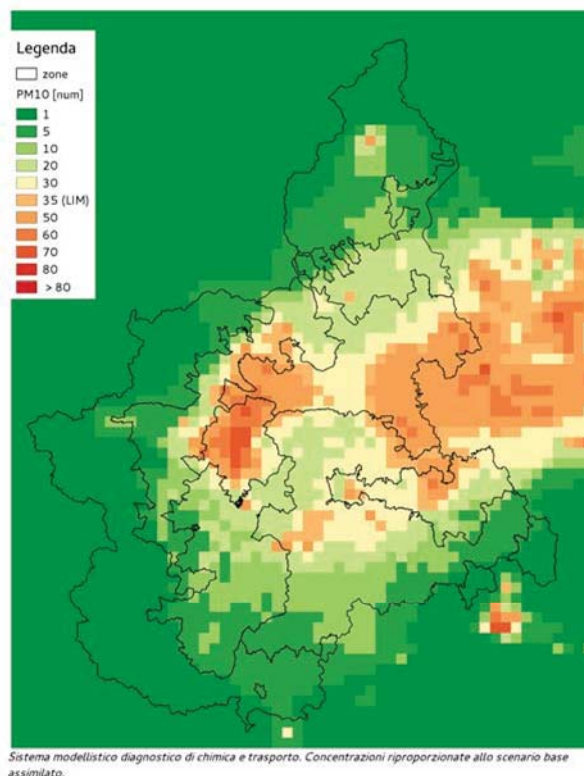 Legenda
zone
PM10 [num]
1
5
10
20
30
35 (LIM)
50
60
70
80
> 80
Sistema modellistico diagnostico di chimica e trasporto. Concentrazioni riproporzionate allo scenario base
assimilato.